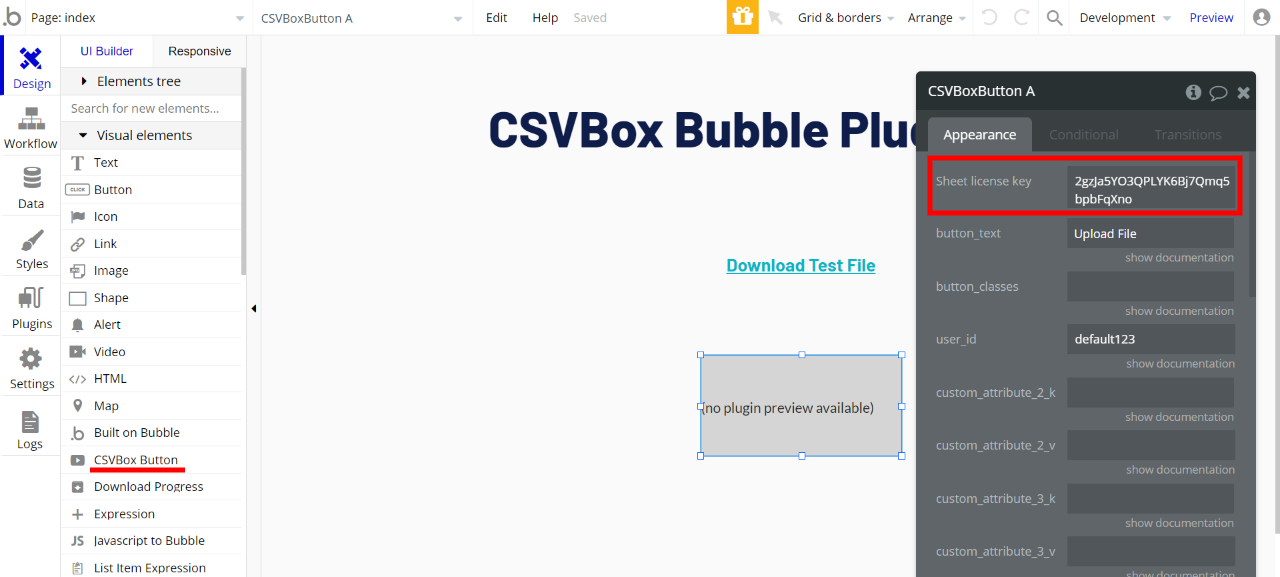 Page: index
CSVBoxButton A
Edit
Help
Saved
Grid & borders
Arrange
Development
Preview
Design
Workflow
Data
Styles
Plugins
Settings
Logs
UI Builder
Responsive
Elements tree
Search for new elements...
Visual elements
Text
CLICK Button
Icon
Link
Image
Shape
Alert
Video
HTML
Map
Built on Bubble
CSVBox Button
Download Progress
Expression
JS Javascript to Bubble
List Item Expression
CSVBox Bubble Plu
Download Test File
(no plugin preview available)
CSVBoxButton A
Appearance
Conditional
Transitions
Sheet license key
2gzJa5YO3QPLYK6Bj7Qmq5
bpbFqXno
button_text
Upload File
show documentation
button_classes
show documentation
user_id
default123
show documentation
custom_attribute_2_k
show documentation
custom_attribute_2_v
show documentation
custom_attribute_3_k
show documentation
custom_attribute_3_v